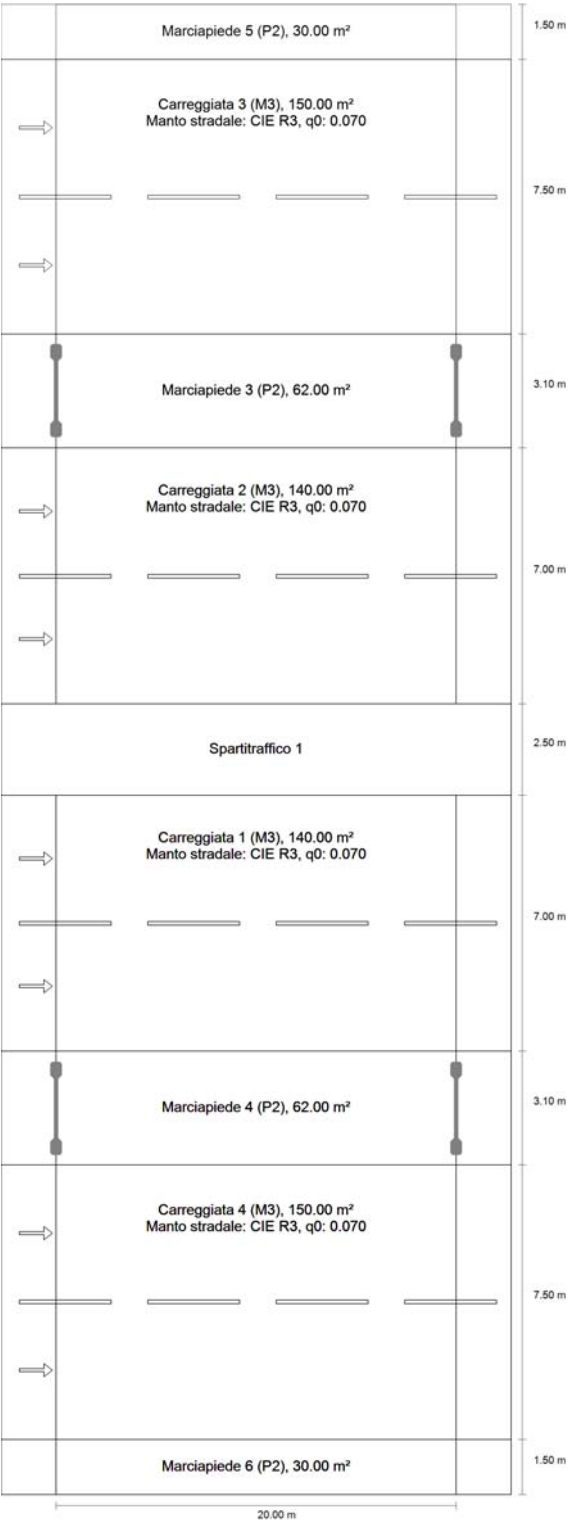 Marciapiede 5 (P2), 30.00 m²
1.50 m
Carreggiata 3 (M3), 150.00 m²
Manto stradale: CIE R3, q0: 0.070
7.50 m
Marciapiede 3 (P2), 62.00 m²
3.10 m
Carreggiata 2 (M3), 140.00 m²
Manto stradale: CIE R3, q0: 0.070
7.00 m
Spartitraffico 1
2.50 m
Carreggiata 1 (M3), 140.00 m²
Manto stradale: CIE R3, q0: 0.070
7.00 m
Marciapiede 4 (P2), 62.00 m²
3.10 m
Carreggiata 4 (M3), 150.00 m²
Manto stradale: CIE R3, q0: 0.070
7.50 m
Marciapiede 6 (P2), 30.00 m²
1.50 m
20.00 m